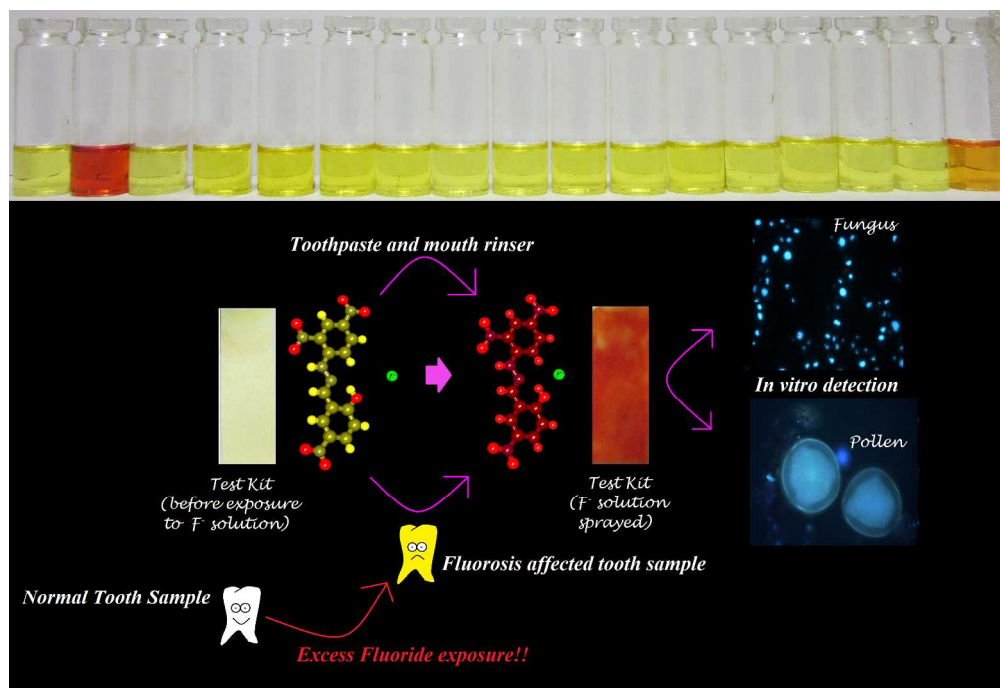 Fungus
Toothpaste and mouth rinser
F⁻
F⁻
In vitro detection
Pollen
Test Kit
(before exposure
to F⁻ solution)
Test Kit
(F⁻ solution
sprayed)
Fluorosis affected tooth sample
Normal Tooth Sample
Excess Fluoride exposure!!